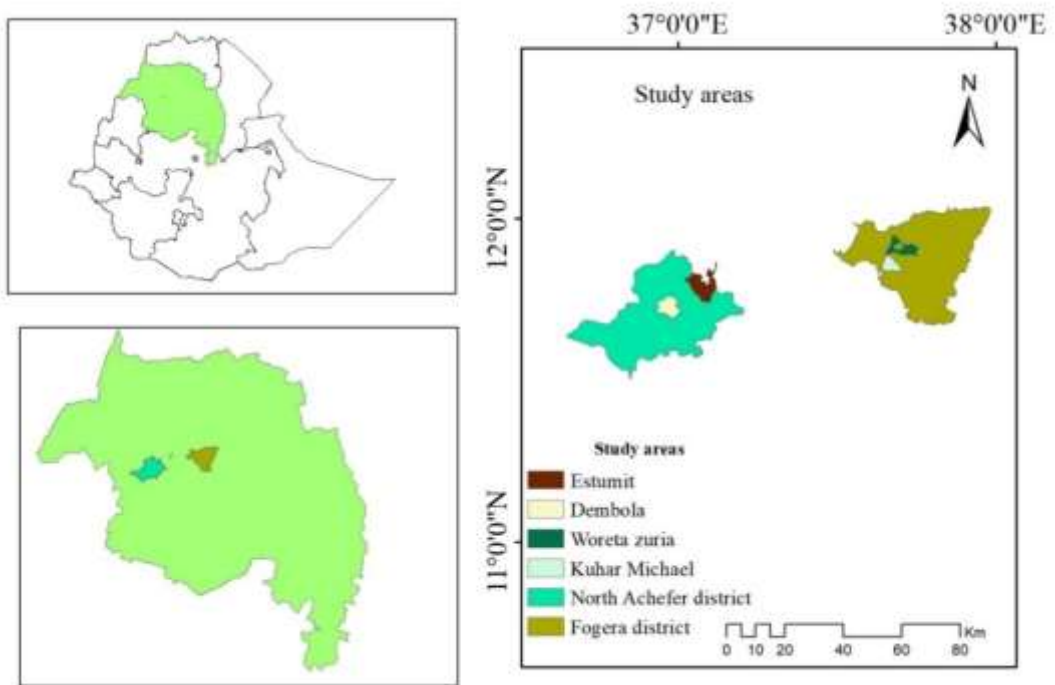 37°0'0"E 38°0'0"E
Study areas
N
12°0'0"N
11°0'0"N
Study areas
Estumit
Dembola
Woreta zuria
Kuhar Michael
North Achefer district
Fogera district
Km
0 10 20 40 60 80